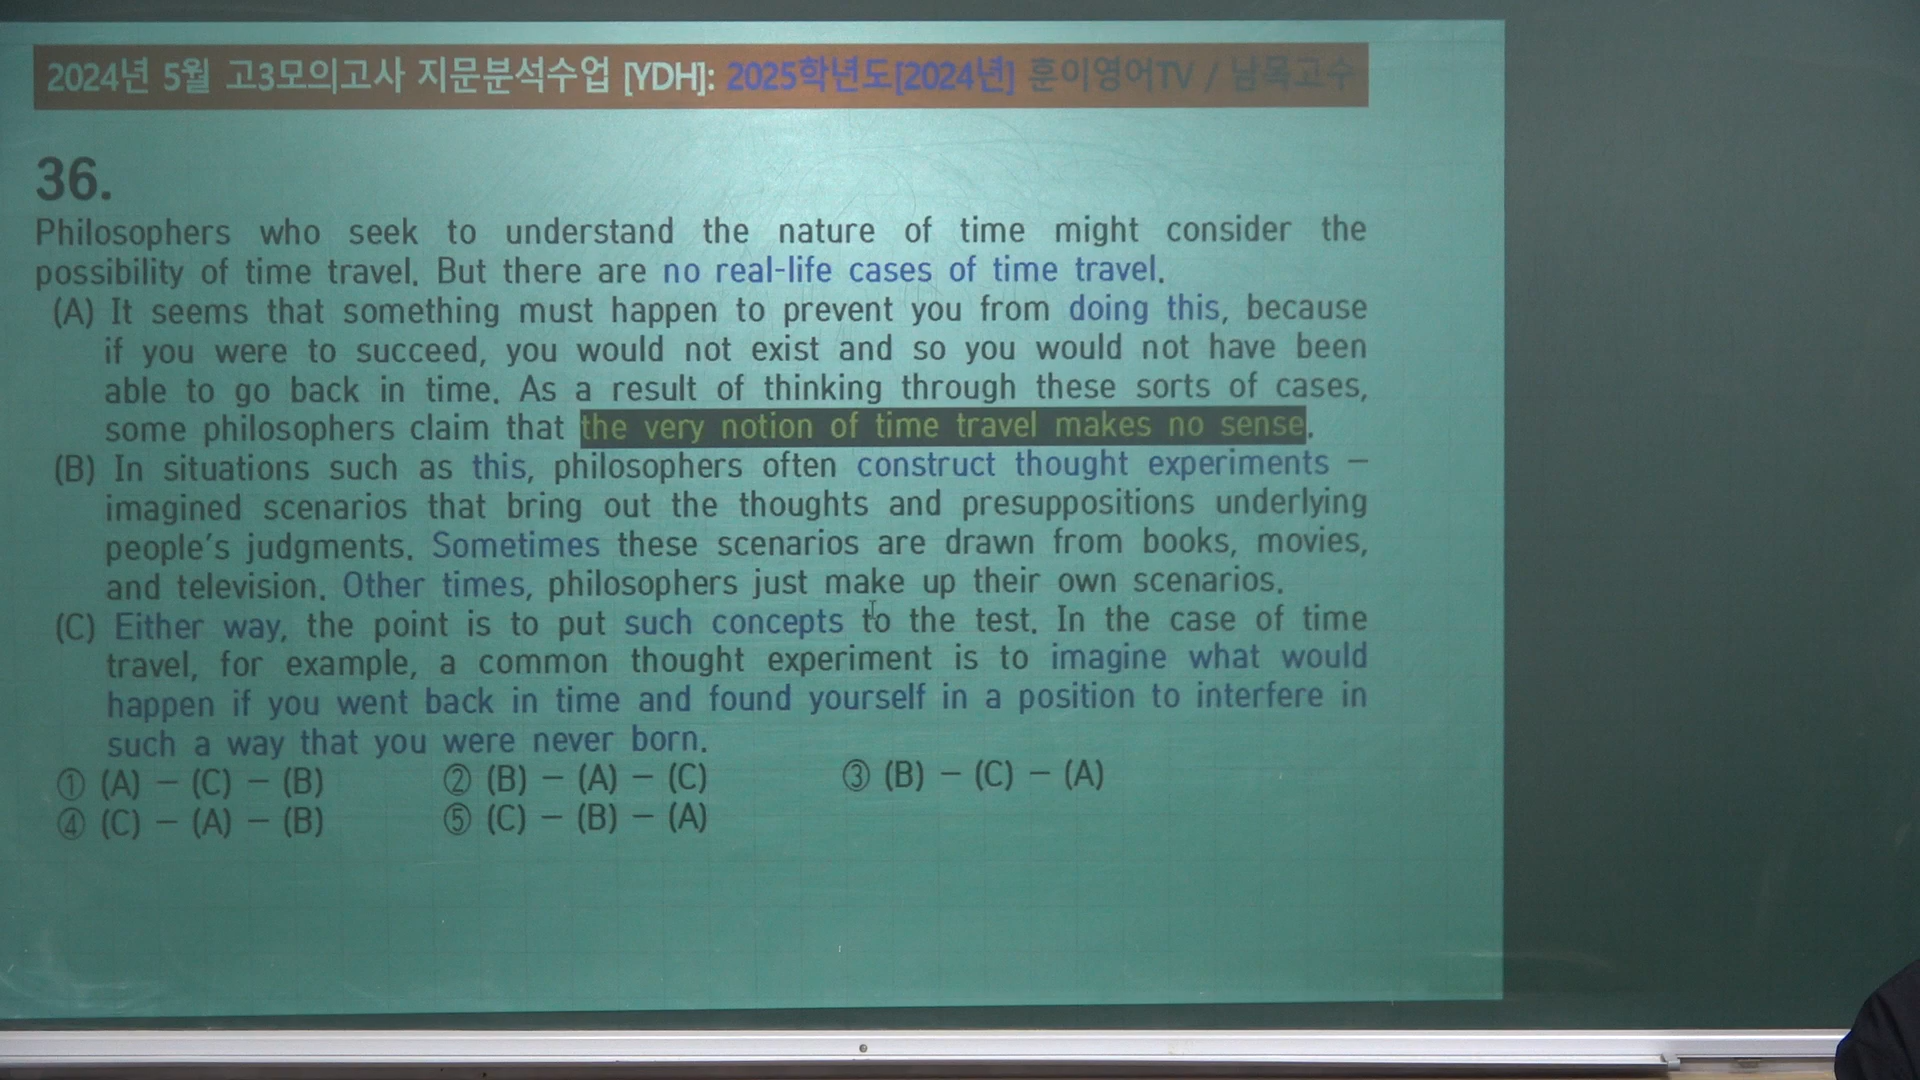 2024년 5월 고3모의고사 지문분석수업 [YDH]: 2025학년도[2024년] 훈이영어TV / 남목고수
36.
Philosophers who seek to understand the nature of time might consider the
possibility of time travel. But there are no real-life cases of time travel.
(A) It seems that something must happen to prevent you from doing this, because
if you were to succeed, you would not exist and so you would not have been
able to go back in time. As a result of thinking through these sorts of cases,
some philosophers claim that the very notion of time travel makes no sense.
(B) In situations such as this, philosophers often construct thought experiments —
imagined scenarios that bring out the thoughts and presuppositions underlying
people's judgments. Sometimes these scenarios are drawn from books, movies,
and television. Other times, philosophers just make up their own scenarios.
(C) Either way, the point is to put such concepts to the test. In the case of time
travel, for example, a common thought experiment is to imagine what would
happen if you went back in time and found yourself in a position to interfere in
such a way that you were never born.
① (A) — (C) — (B) ② (B) — (A) — (C) ③ (B) — (C) — (A)
④ (C) — (A) — (B) ⑤ (C) — (B) — (A)